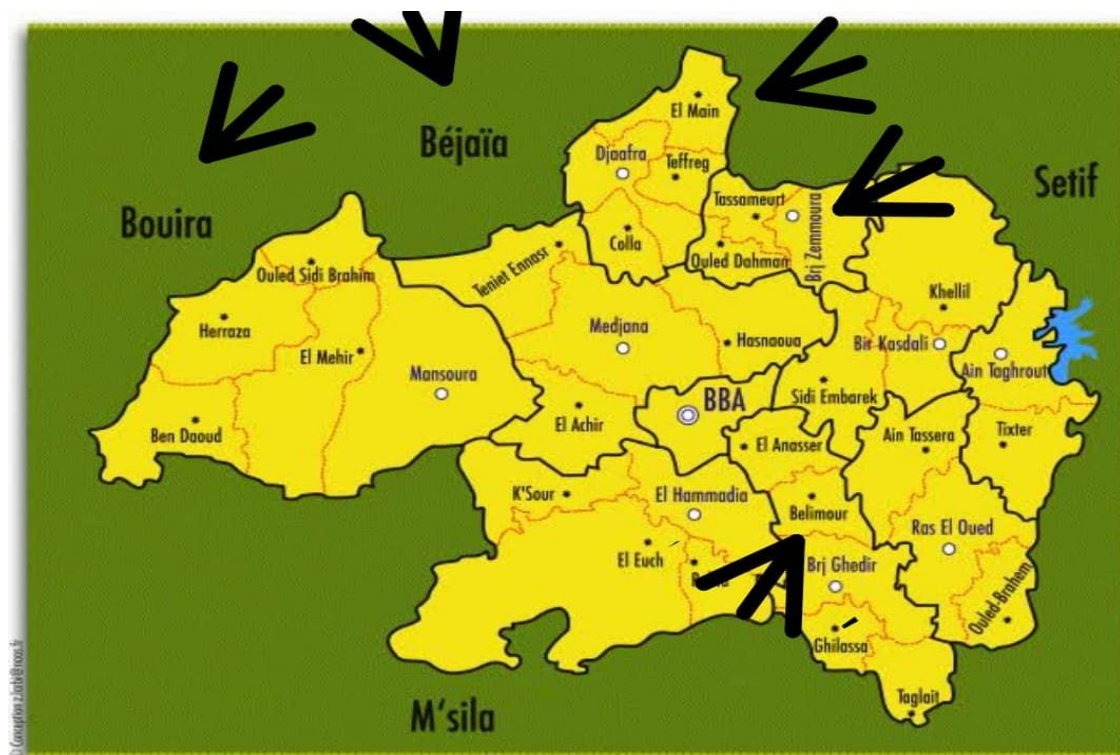 El Main
Béjaïa
Djaafra
Teffreg
Setif
Bouira
Tassameurt
Brj Zemmoura
Colla
Ouled Dahman
Teniet Ennasr
Ouled Sidi Brahim
Khellil
Herraza
Medjana
Hasnaoua
Bir Kasdali
El Mehir
Mansoura
Ain Taghrout
BBA
Sidi Embarek
El Achir
Ben Daoud
El Anasser
Ain Tassera
Tixter
K'Sour
El Hammadia
Belimour
Ras El Oued
El Euch
Brj Ghedir
Ouled-Brahem
Ghilassa
Taglait
M'sila